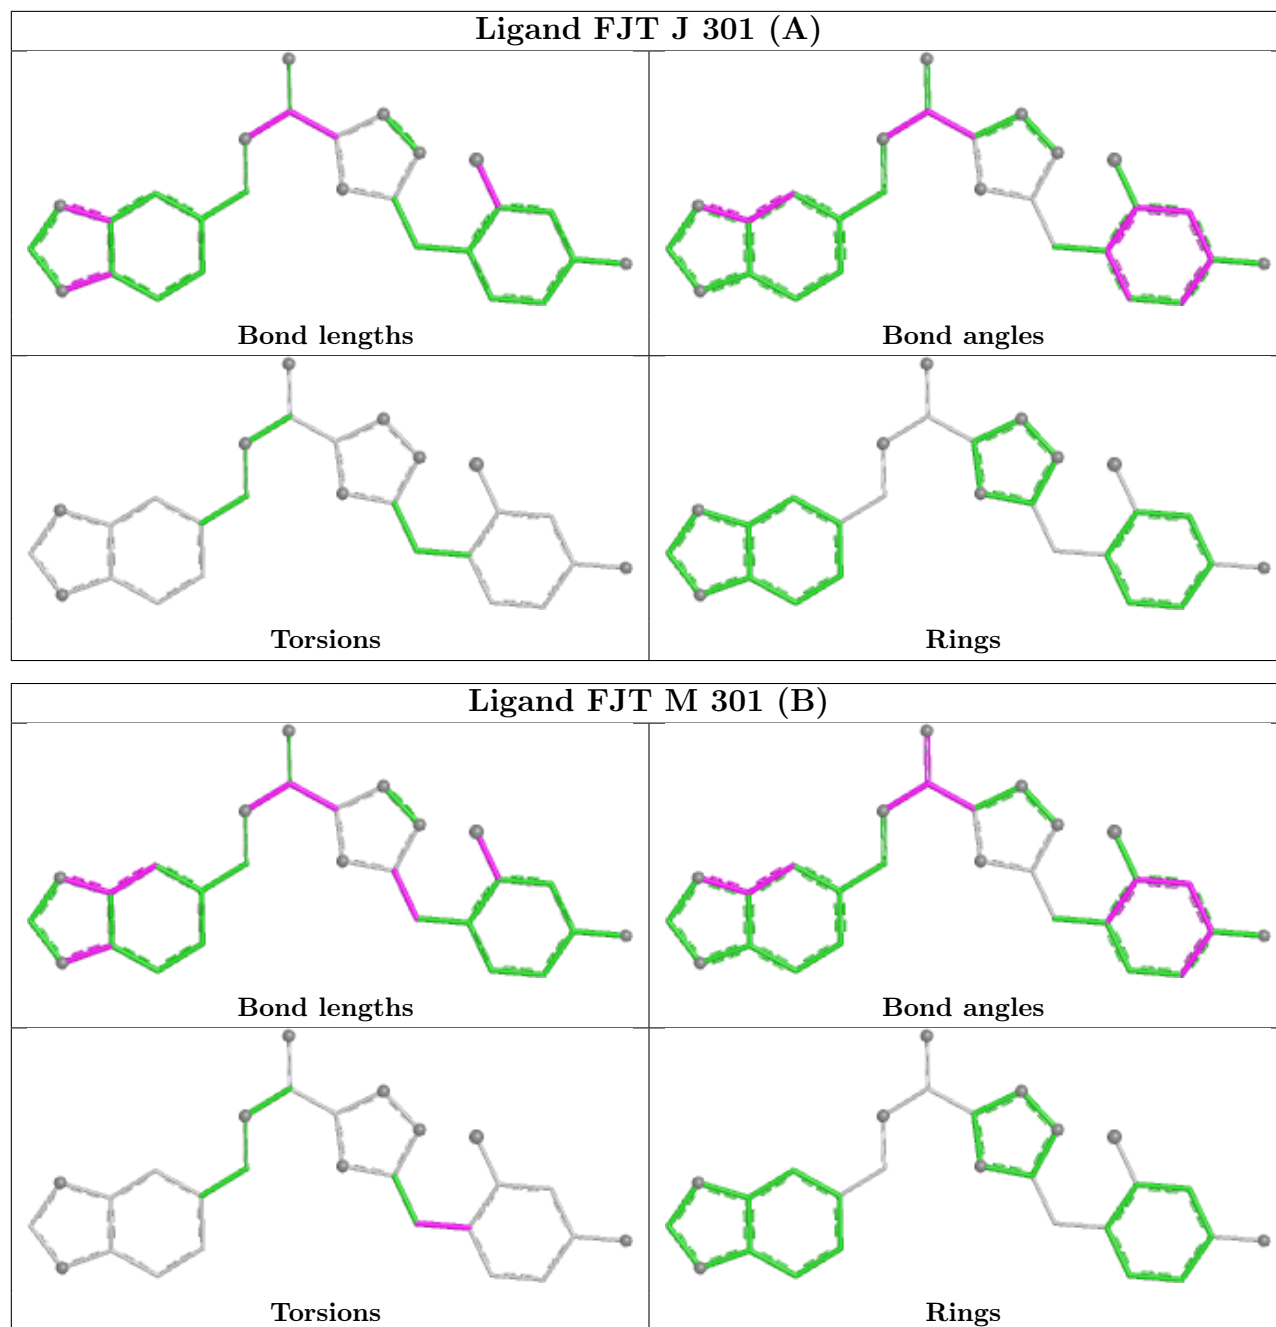 Ligand FJT J 301 (A)
Bond lengths
Bond angles
Torsions
Rings
Ligand FJT M 301 (B)
Bond lengths
Bond angles
Torsions
Rings